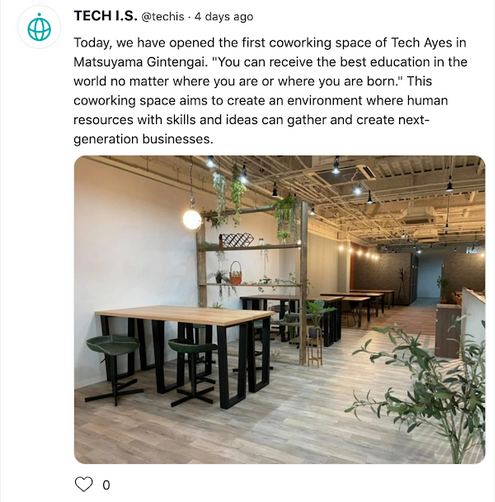 TECH I.S. @techis · 4 days ago
Today, we have opened the first coworking space of Tech Ayes in
Matsuyama Gintengai. "You can receive the best education in the
world no matter where you are or where you are born." This
coworking space aims to create an environment where human
resources with skills and ideas can gather and create next-
generation businesses.
0